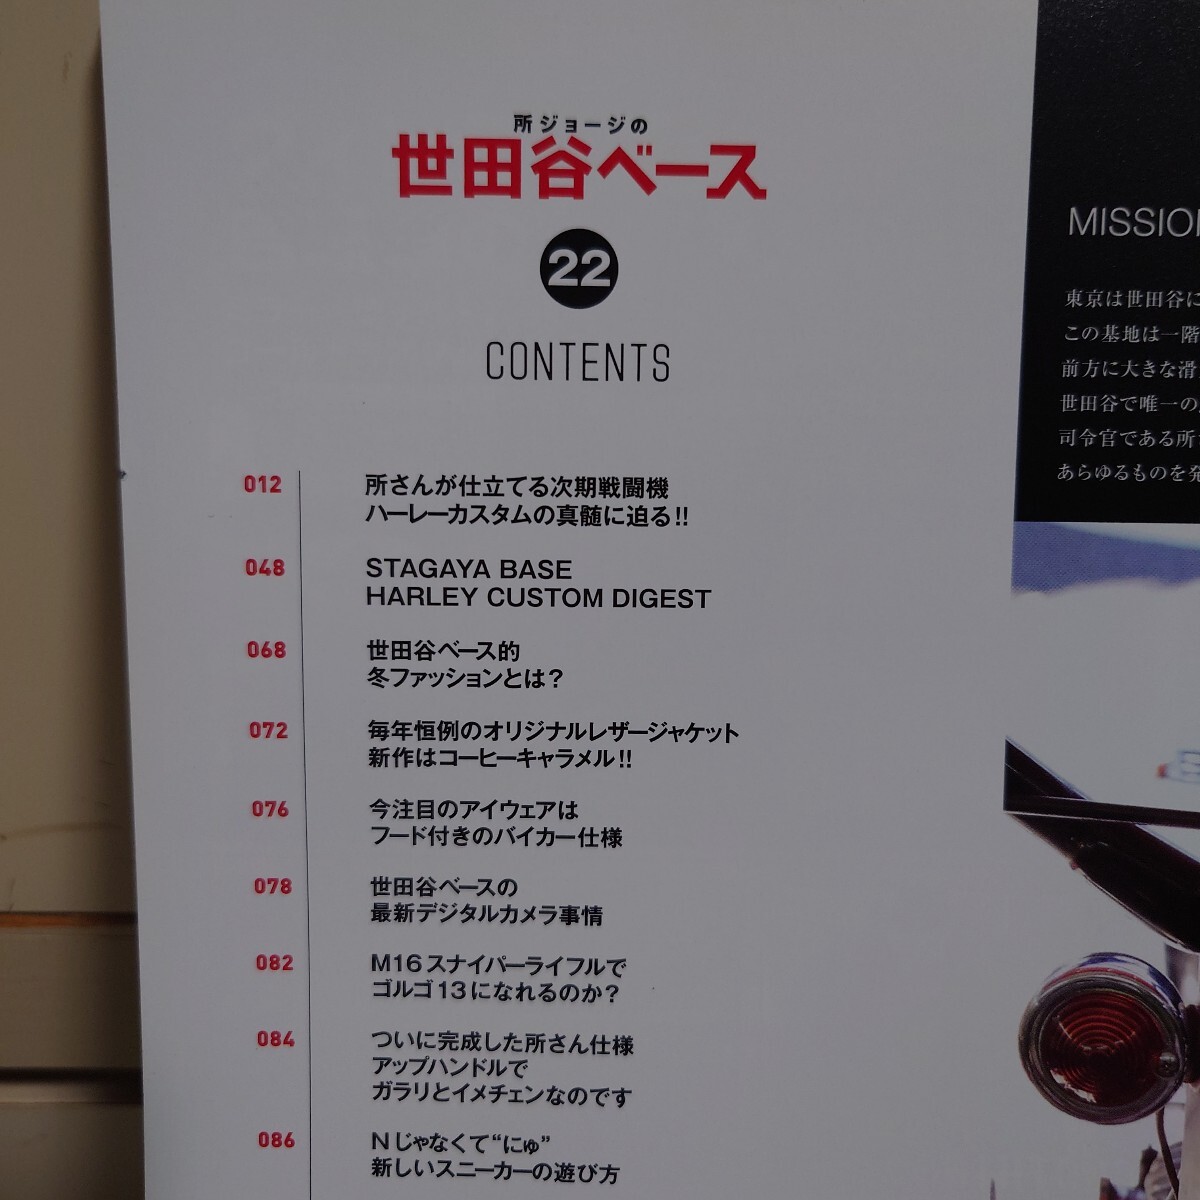 所ジョージの
世田谷ベース
22
CONTENTS
012
所さんが仕立てる次期戦闘機
ハーレーカスタムの真髄に迫る!!
048
STAGAYA BASE
HARLEY CUSTOM DIGEST
068
世田谷ベース的
冬ファッションとは？
072
毎年恒例のオリジナルレザージャケット
新作はコーヒーキャラメル!!
076
今注目のアイウェアは
フード付きのバイカー仕様
078
世田谷ベースの
最新デジタルカメラ事情
082
M16スナイパーライフルで
ゴルゴ13になれるのか？
084
ついに完成した所さん仕様
アップハンドルで
ガラリとイメチェンなのです
086
Nじゃなくて“にゅ”
新しいスニーカーの遊び方
MISSION
東京は世田谷に
この基地は一階
前方に大きな滑
世田谷で唯一の
司令官である所
あらゆるものを発